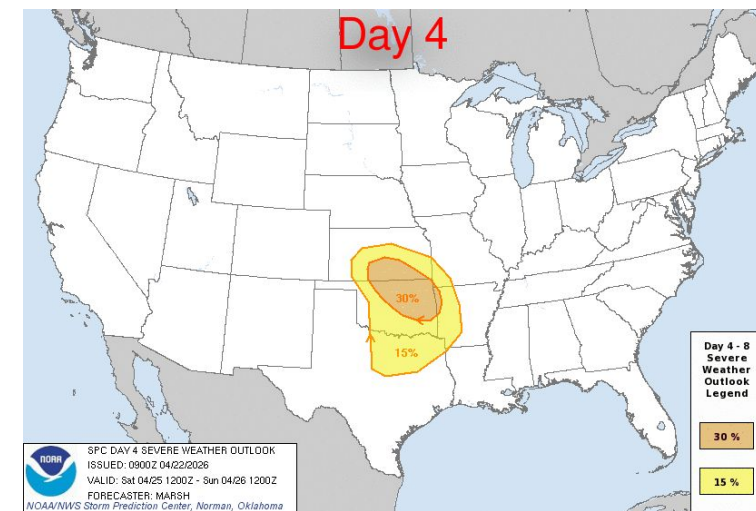 Day 4
30%
15%
Day 4 - 8
Severe
Weather
Outlook
Legend
30 %
15 %
NOAA
SPC DAY 4 SEVERE WEATHER OUTLOOK
ISSUED: 0900Z 04/22/2026
VALID: Sat 04/25 1200Z - Sun 04/26 1200Z
FORECASTER: MARSH
NOAA/NWS Storm Prediction Center, Norman, Oklahoma